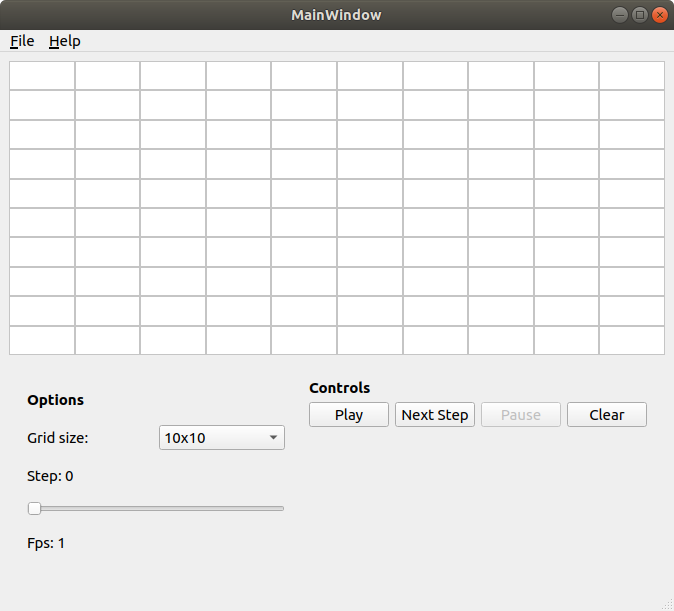 MainWindow
File Help
Options
Grid size: 10x10
Step: 0
Fps: 1
Controls
Play Next Step Pause Clear